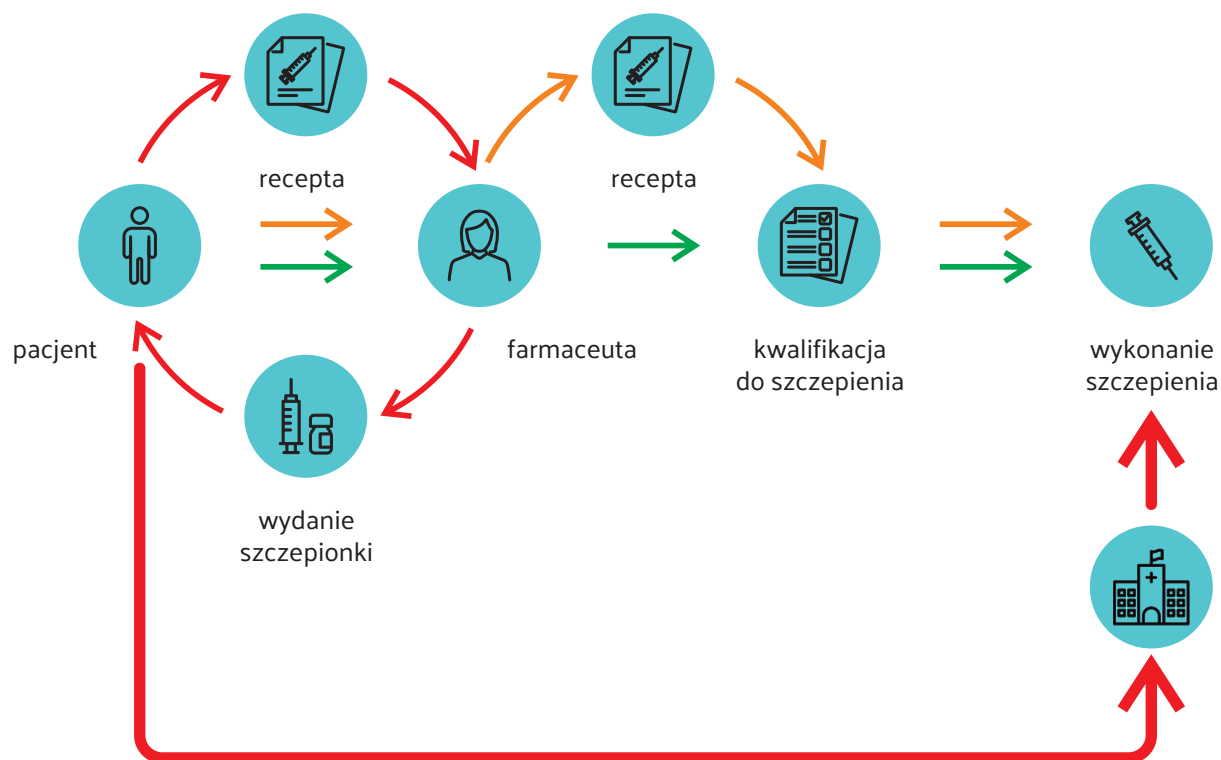 recepta
recepta
pacjent
farmaceuta
kwalifikacja
do szczepienia
wykonanie
szczepienia
wydanie
szczepionki